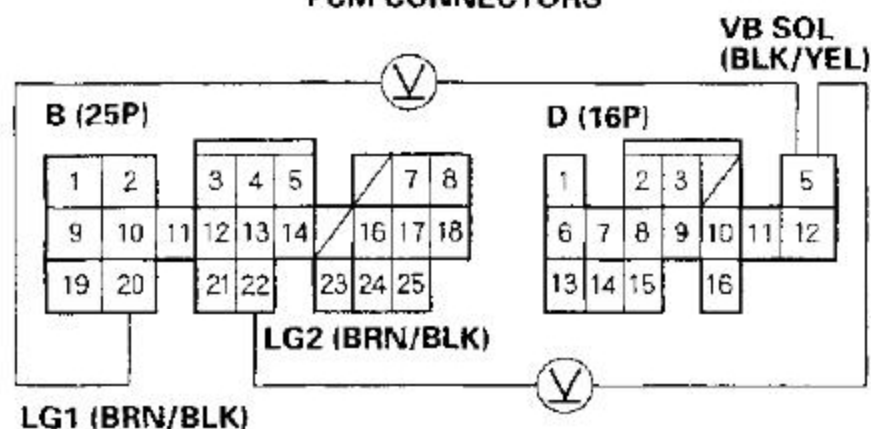 PCM CONNECTORS
VB SOL
(BLK/YEL)
V
B (25P)
D (16P)
1 2 3 4 5 7 8
9 10 11 12 13 14 16 17 18
19 20 21 22 23 24 25
1 2 3 5
6 7 8 9 10 11 12
13 14 15 16
LG2 (BRN/BLK)
V
LG1 (BRN/BLK)